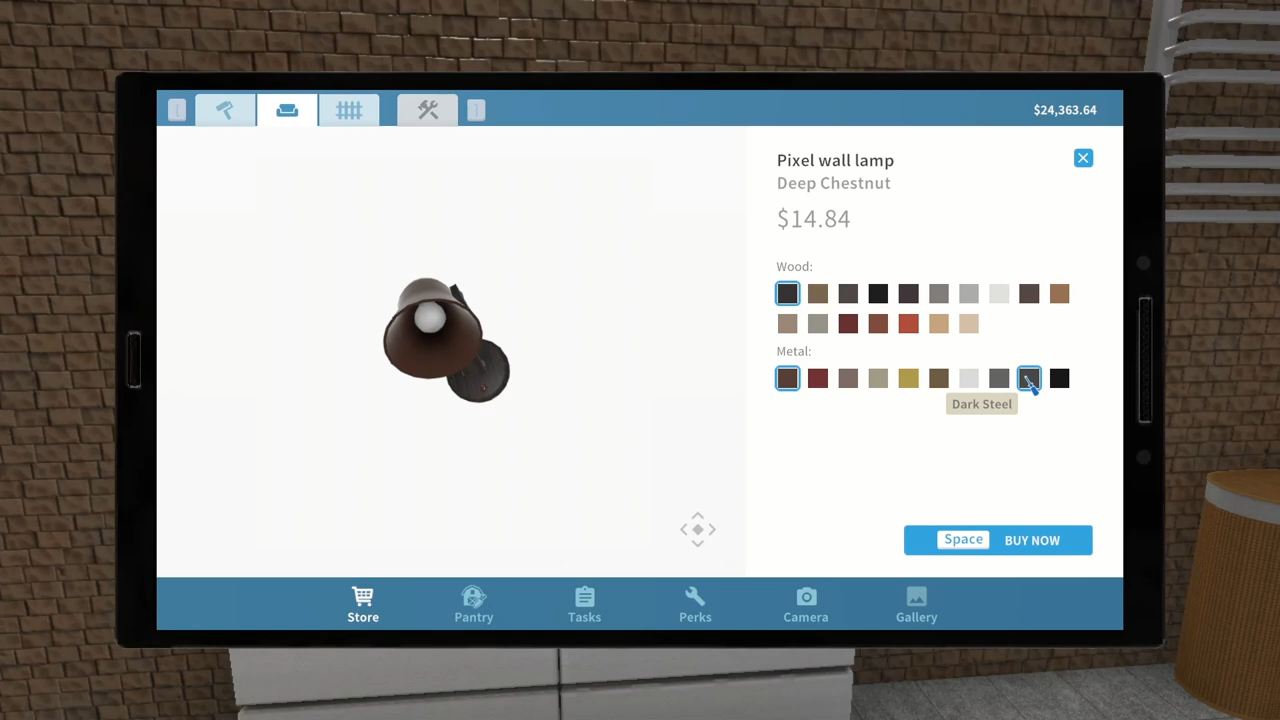 $24,363.64
Pixel wall lamp
Deep Chestnut
$14.84
Wood:
Metal:
Dark Steel
Space BUY NOW
Store Pantry Tasks Perks Camera Gallery